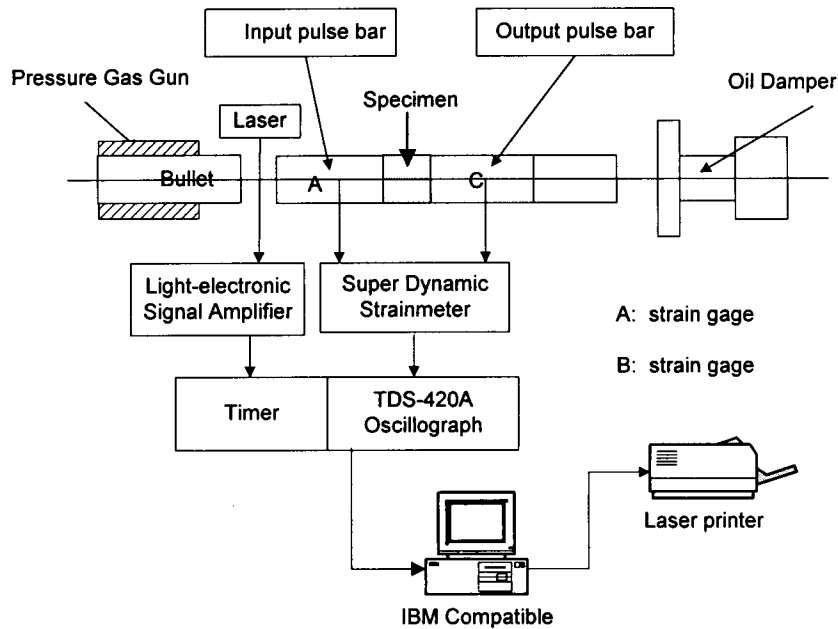 Input pulse bar
Output pulse bar
Pressure Gas Gun
Specimen
Oil Damper
Laser
Bullet
A
C
Light-electronic
Signal Amplifier
Super Dynamic
Strainmeter
A: strain gage
B: strain gage
Timer
TDS-420A
Oscillograph
Laser printer
IBM Compatible